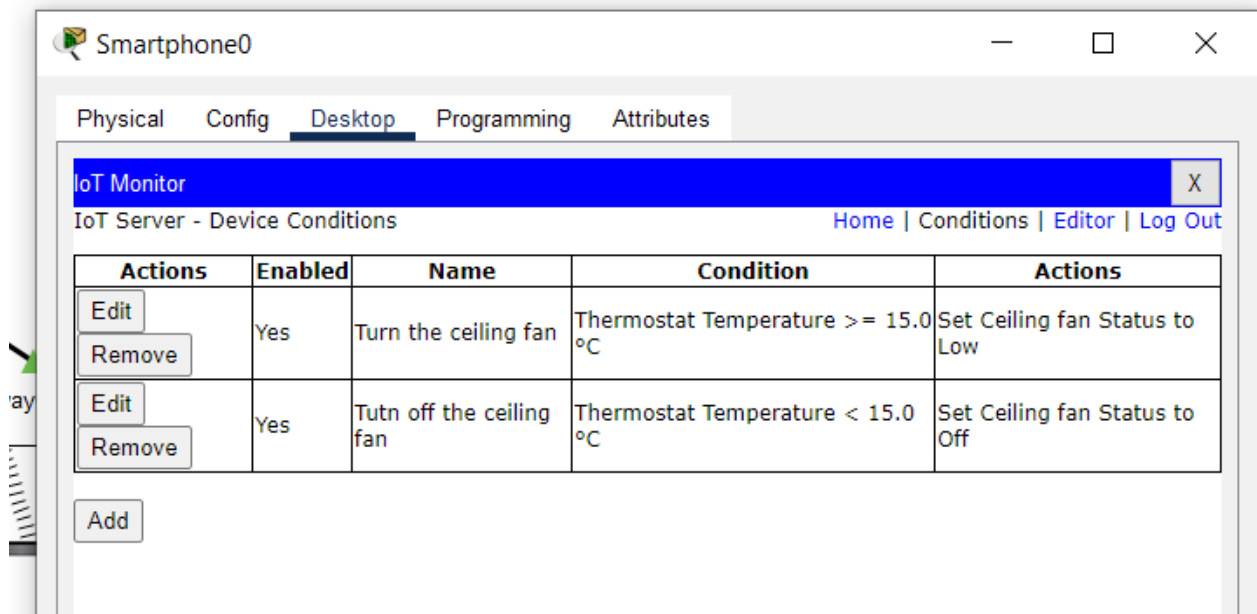 Smartphone0
Physical Config Desktop Programming Attributes
IoT Monitor X
IoT Server - Device Conditions Home | Conditions | Editor | Log Out
Actions Enabled Name Condition Actions
Edit
Remove
Yes
Turn the ceiling fan
Thermostat Temperature >= 15.0
°C
Set Ceiling fan Status to
Low
Edit
Remove
Yes
Tutn off the ceiling
fan
Thermostat Temperature < 15.0
°C
Set Ceiling fan Status to
Off
Add
ay